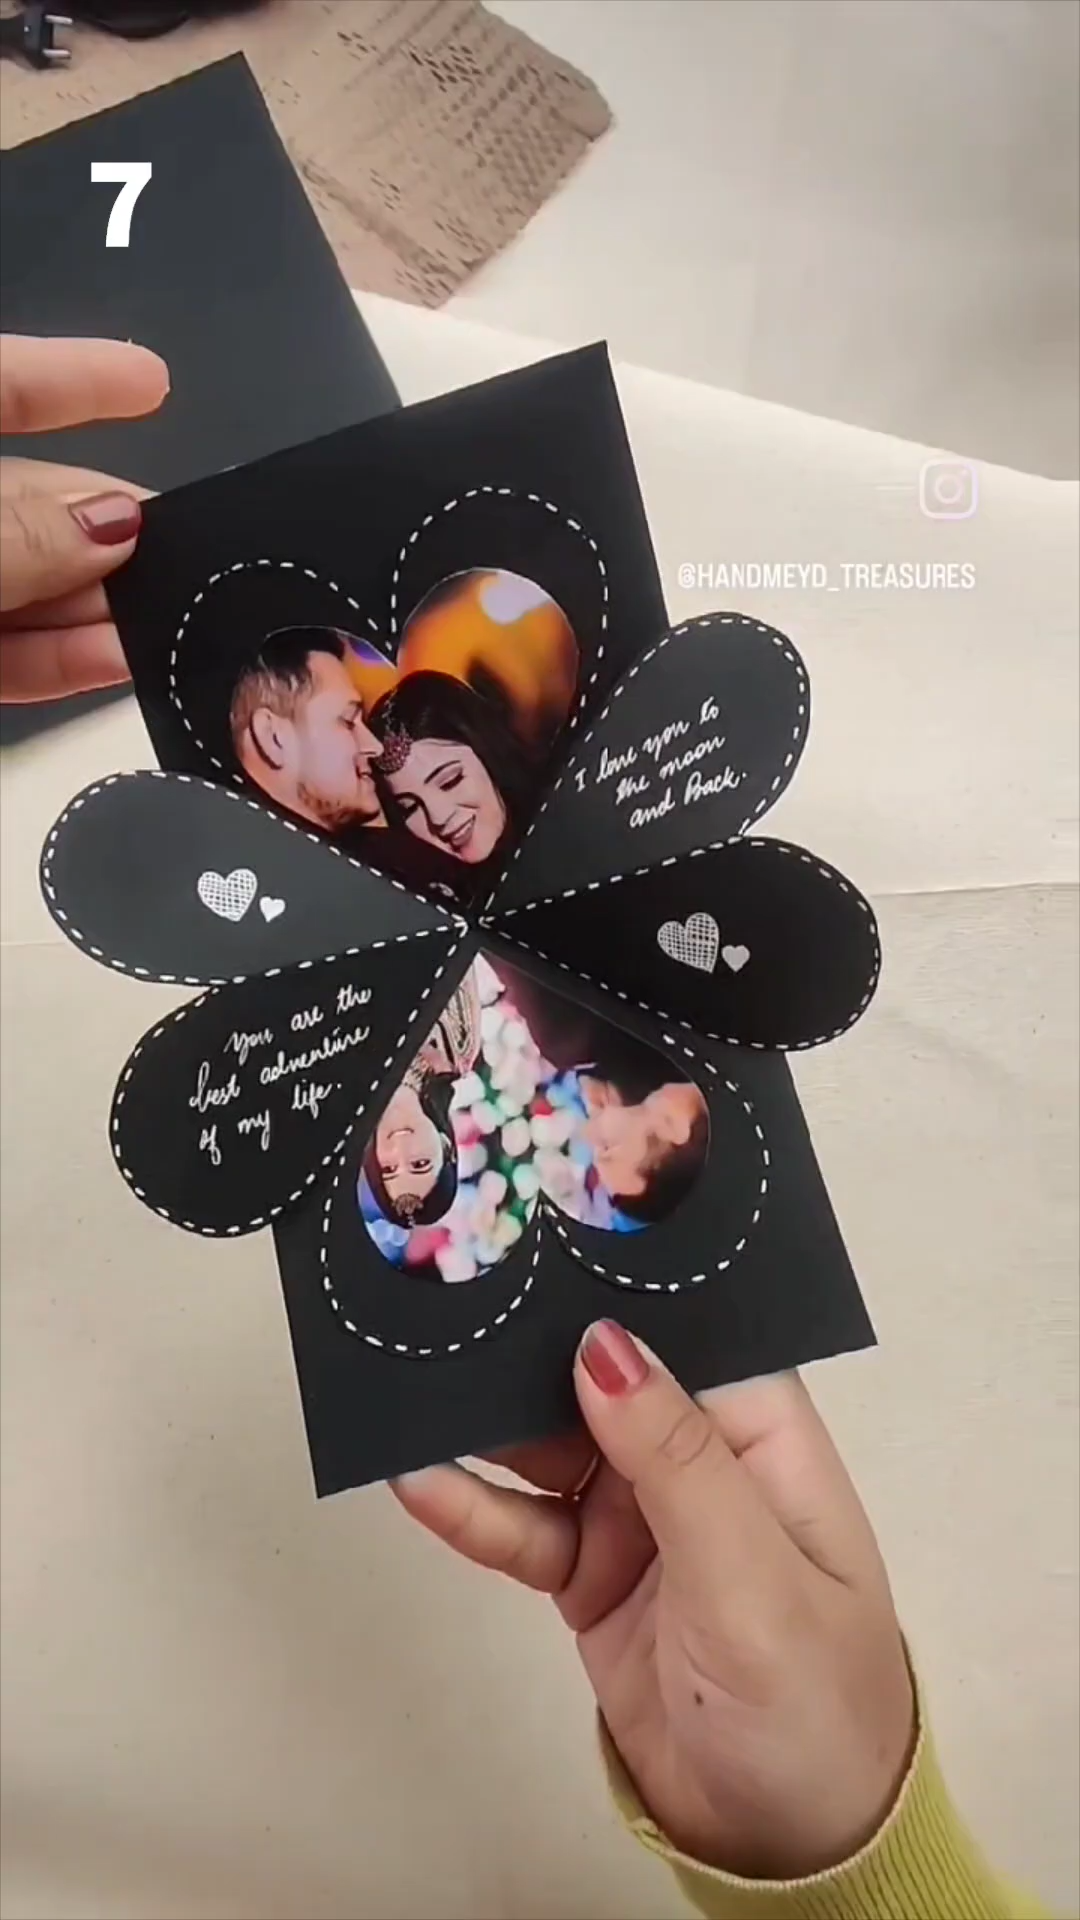 7
@HANDMEYD_TREASURES
I love you to
the moon
and Back.
You are the
best adventure
of my life.